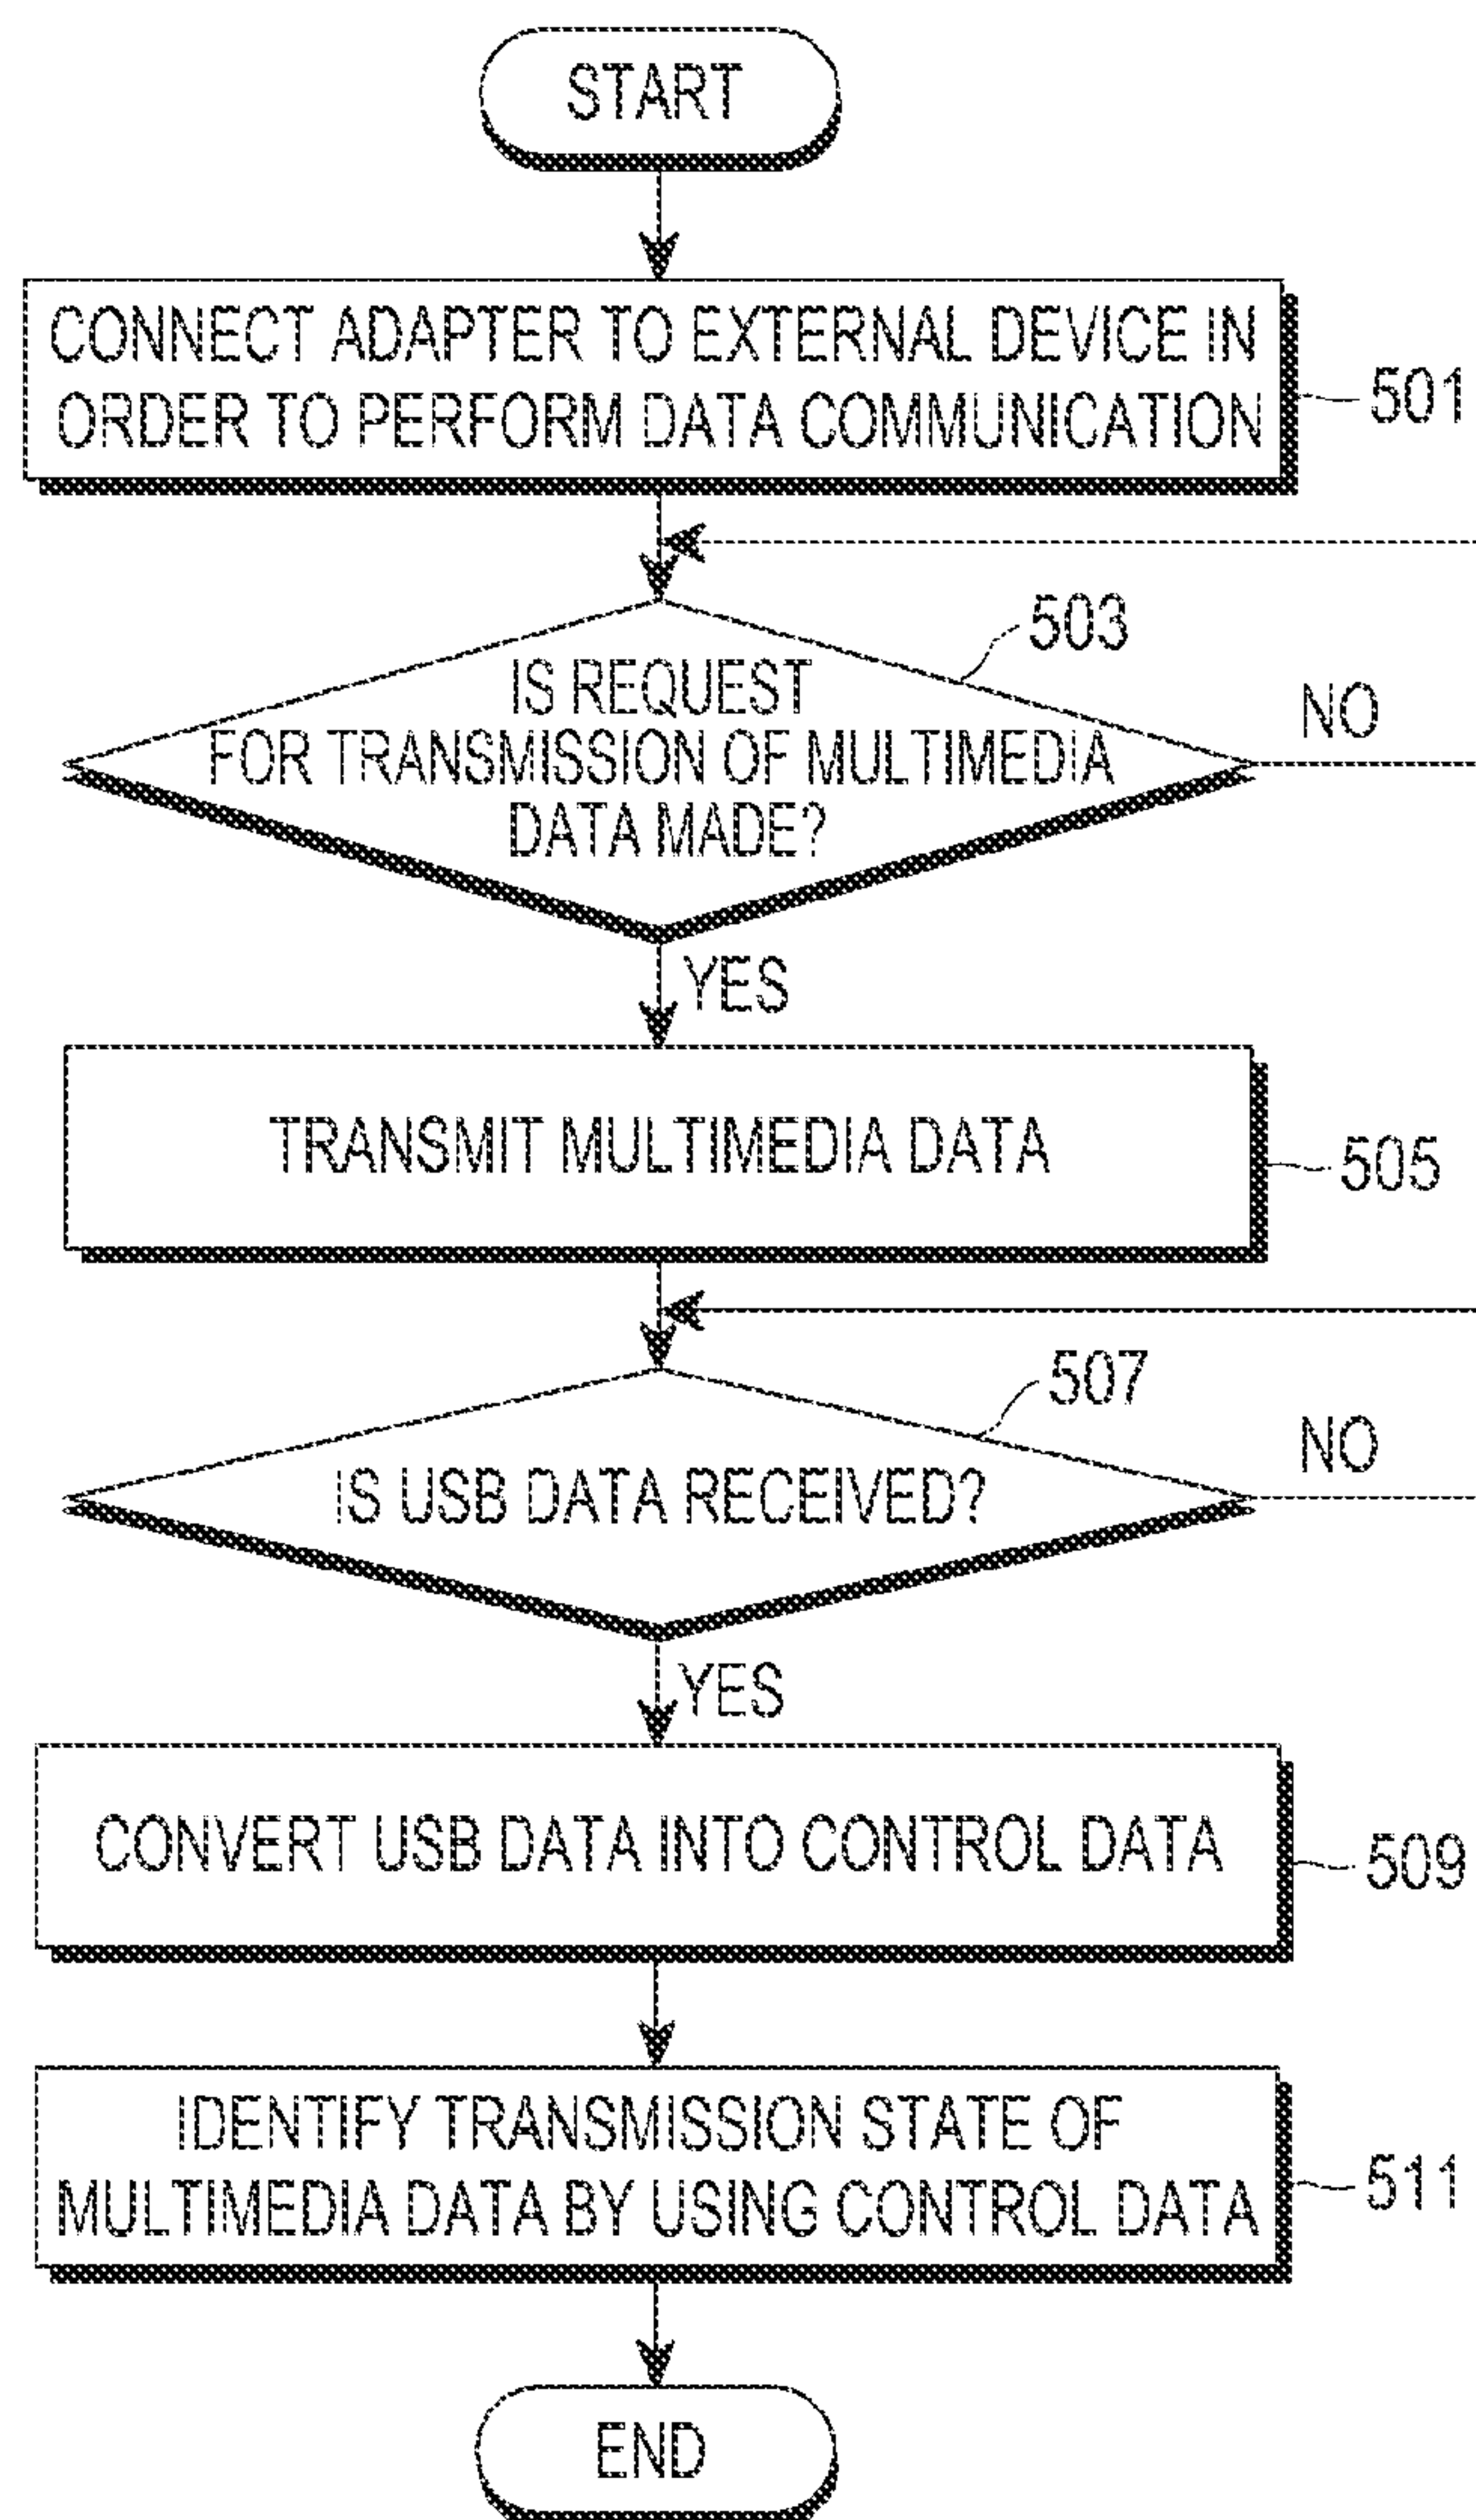 START
CONNECT ADAPTER TO EXTERNAL DEVICE IN
ORDER TO PERFORM DATA COMMUNICATION
501
503
IS REQUEST
FOR TRANSMISSION OF MULTIMEDIA
DATA MADE?
NO
YES
TRANSMIT MULTIMEDIA DATA
505
507
IS USB DATA RECEIVED?
NO
YES
CONVERT USB DATA INTO CONTROL DATA
509
IDENTIFY TRANSMISSION STATE OF
MULTIMEDIA DATA BY USING CONTROL DATA
511
END